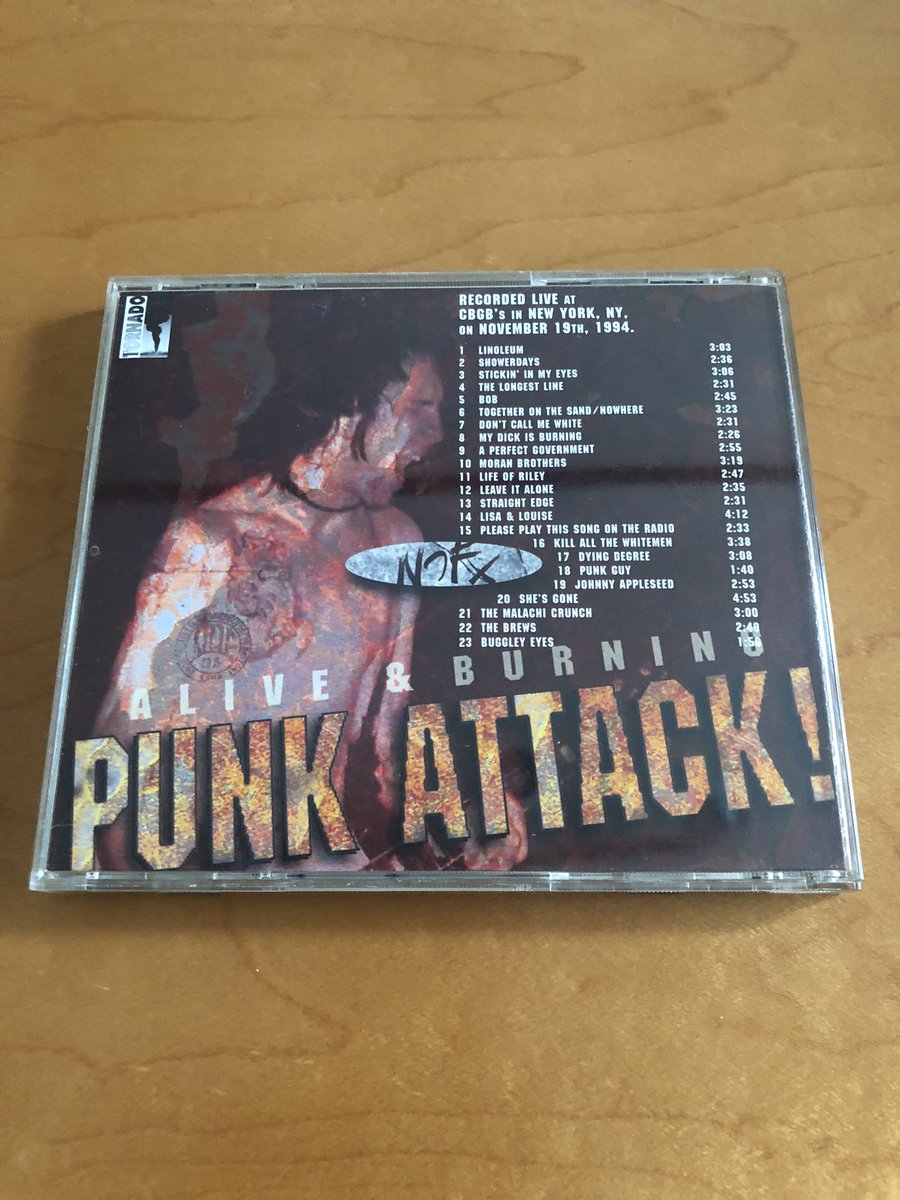 TORNADO
RECORDED LIVE AT
CBGB'S IN NEW YORK, NY,
ON NOVEMBER 19TH, 1994.
1 LINOLEUM 3:03
2 SHOWERDAYS 2:36
3 STICKIN' IN MY EYES 3:06
4 THE LONGEST LINE 2:31
5 BOB 2:45
6 TOGETHER ON THE SAND/NOWHERE 3:23
7 DON'T CALL ME WHITE 2:31
8 MY DICK IS BURNING 2:26
9 A PERFECT GOVERNMENT 2:55
10 MORAN BROTHERS 3:19
11 LIFE OF RILEY 2:47
12 LEAVE IT ALONE 2:35
13 STRAIGHT EDGE 2:31
14 LISA & LOUISE 4:12
15 PLEASE PLAY THIS SONG ON THE RADIO 2:33
16 KILL ALL THE WHITEMEN 3:38
17 DYING DEGREE 3:08
18 PUNK GUY 1:40
19 JOHNNY APPLESEED 2:53
20 SHE'S GONE 4:53
21 THE MALACHI CRUNCH 3:00
22 THE BREWS 2:49
23 BUGGLEY EYES 1:56
NOFX
ALIVE & BURNING
PUNK ATTACK!